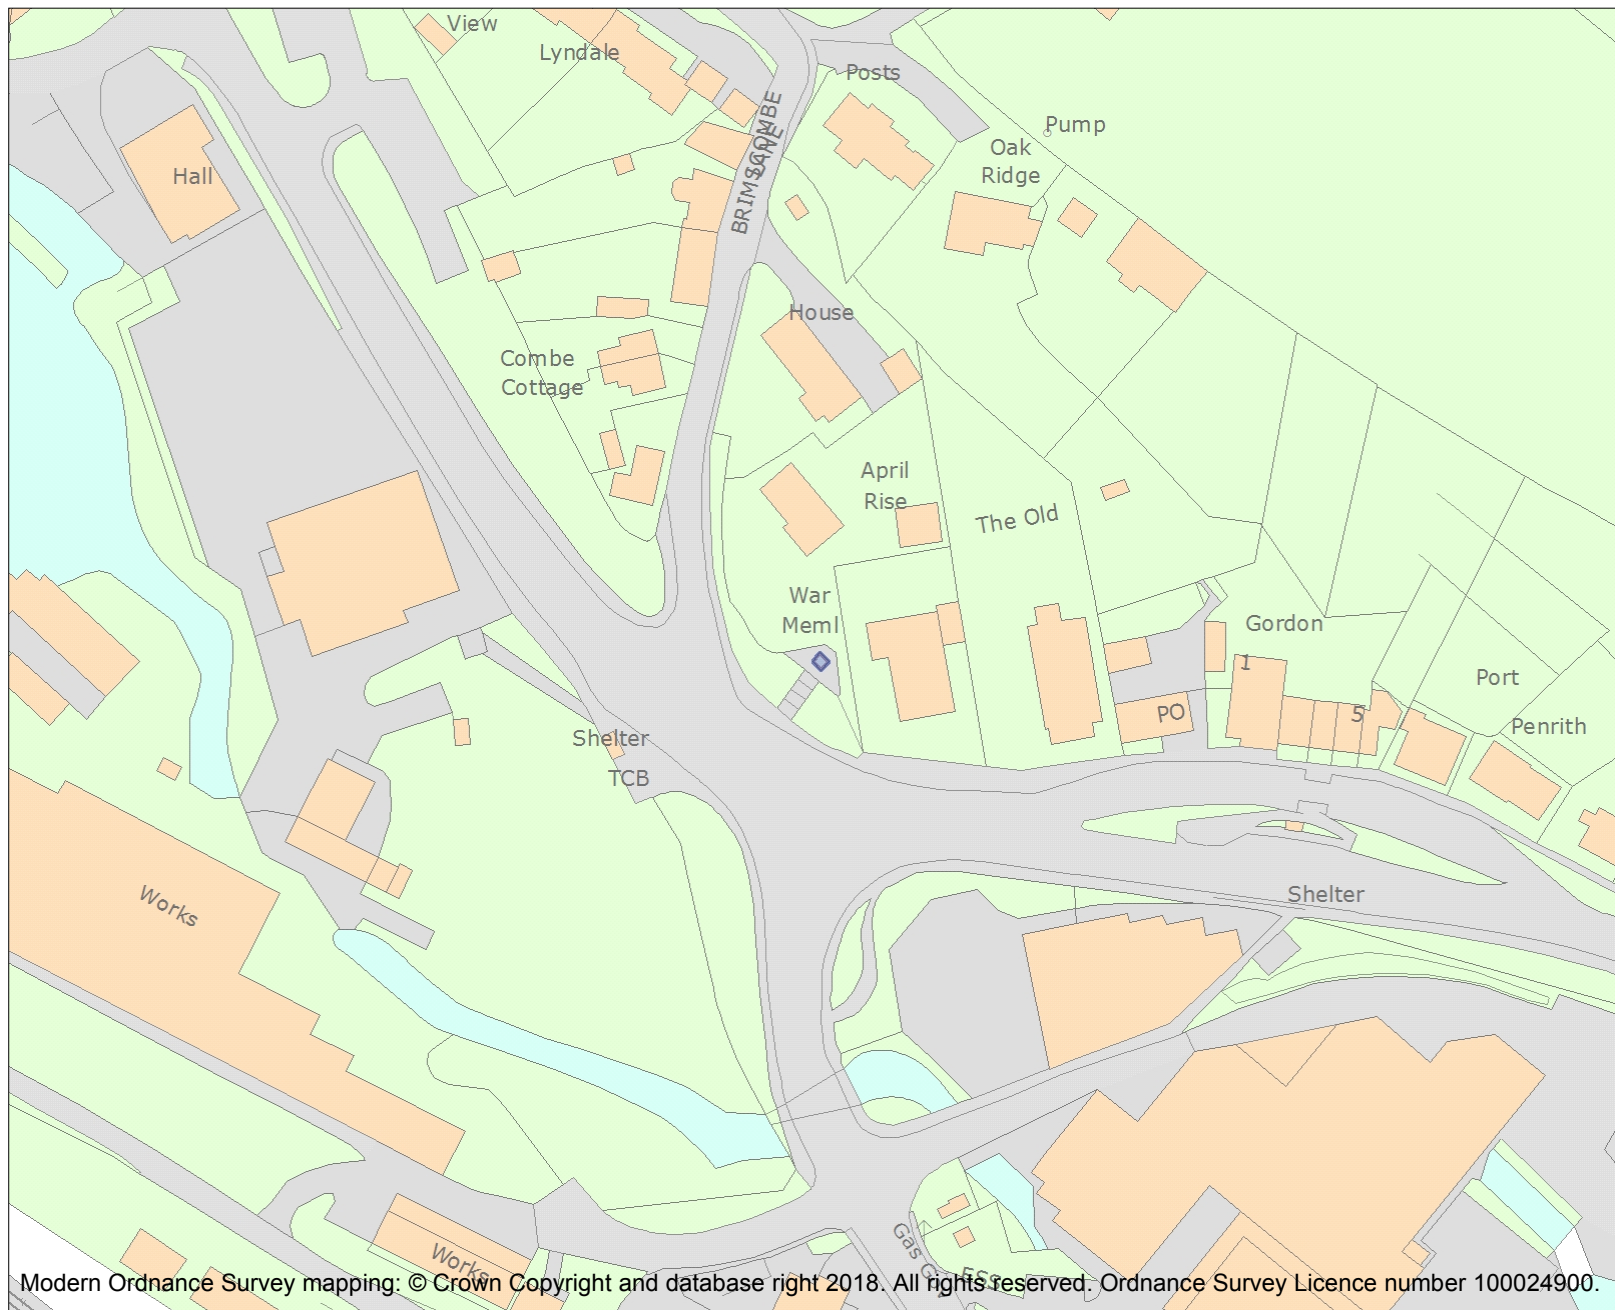 View
Lyndale
Posts
BRIMSCOMBE
LANE
Pump
Oak
Ridge
Hall
House
Combe
Cottage
April
Rise
The Old
War
Meml
Gordon
1
Port
5
PO
Penrith
Shelter
TCB
Shelter
Works
Works
Gas
ESS
Modern Ordnance Survey mapping: © Crown Copyright and database right 2018. All rights reserved. Ordnance Survey Licence number 100024900.